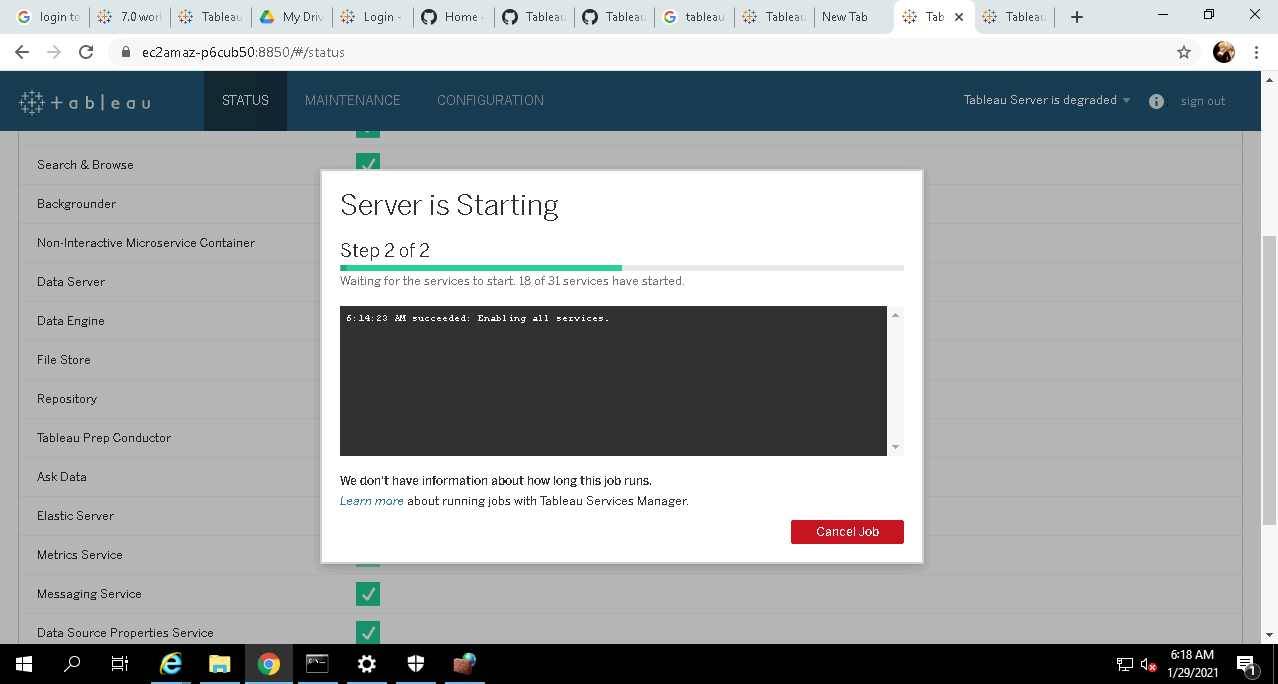 login to
7.0 wor
Tableau
My Driv
Login -
Home
Tableau
Tableau
tableau
Tableau
New Tab
Tab
Tableau
ec2amaz-p6cub50:8850/#/status
+ a b | e a u
STATUS
MAINTENANCE
CONFIGURATION
Tableau Server is degraded
sign out
Search & Browse
Backgrounder
Non-Interactive Microservice Container
Data Server
Data Engine
File Store
Repository
Tableau Prep Conductor
Ask Data
Elastic Server
Metrics Service
Messaging Service
Data Source Properties Service
Server is Starting
Step 2 of 2
Waiting for the services to start. 18 of 31 services have started.
6:14:23 AM succeeded: Enabling all services.
We don't have information about how long this job runs.
Learn more about running jobs with Tableau Services Manager.
Cancel Job
6:18 AM
1/29/2021
1